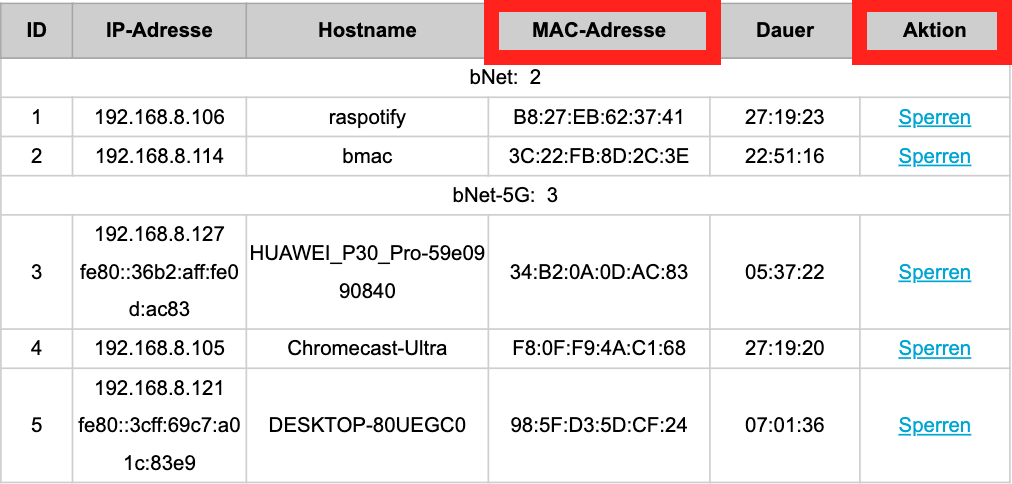 ID IP-Adresse Hostname MAC-Adresse Dauer Aktion
bNet: 2
1 192.168.8.106 raspotify B8:27:EB:62:37:41 27:19:23 Sperren
2 192.168.8.114 bmac 3C:22:FB:8D:2C:3E 22:51:16 Sperren
bNet-5G: 3
3 192.168.8.127
fe80::36b2:aff:fe0
d:ac83 HUAWEI_P30_Pro-59e09
90840 34:B2:0A:0D:AC:83 05:37:22 Sperren
4 192.168.8.105 Chromecast-Ultra F8:0F:F9:4A:C1:68 27:19:20 Sperren
5 192.168.8.121
fe80::3cff:69c7:a0
1c:83e9 DESKTOP-80UEGC0 98:5F:D3:5D:CF:24 07:01:36 Sperren